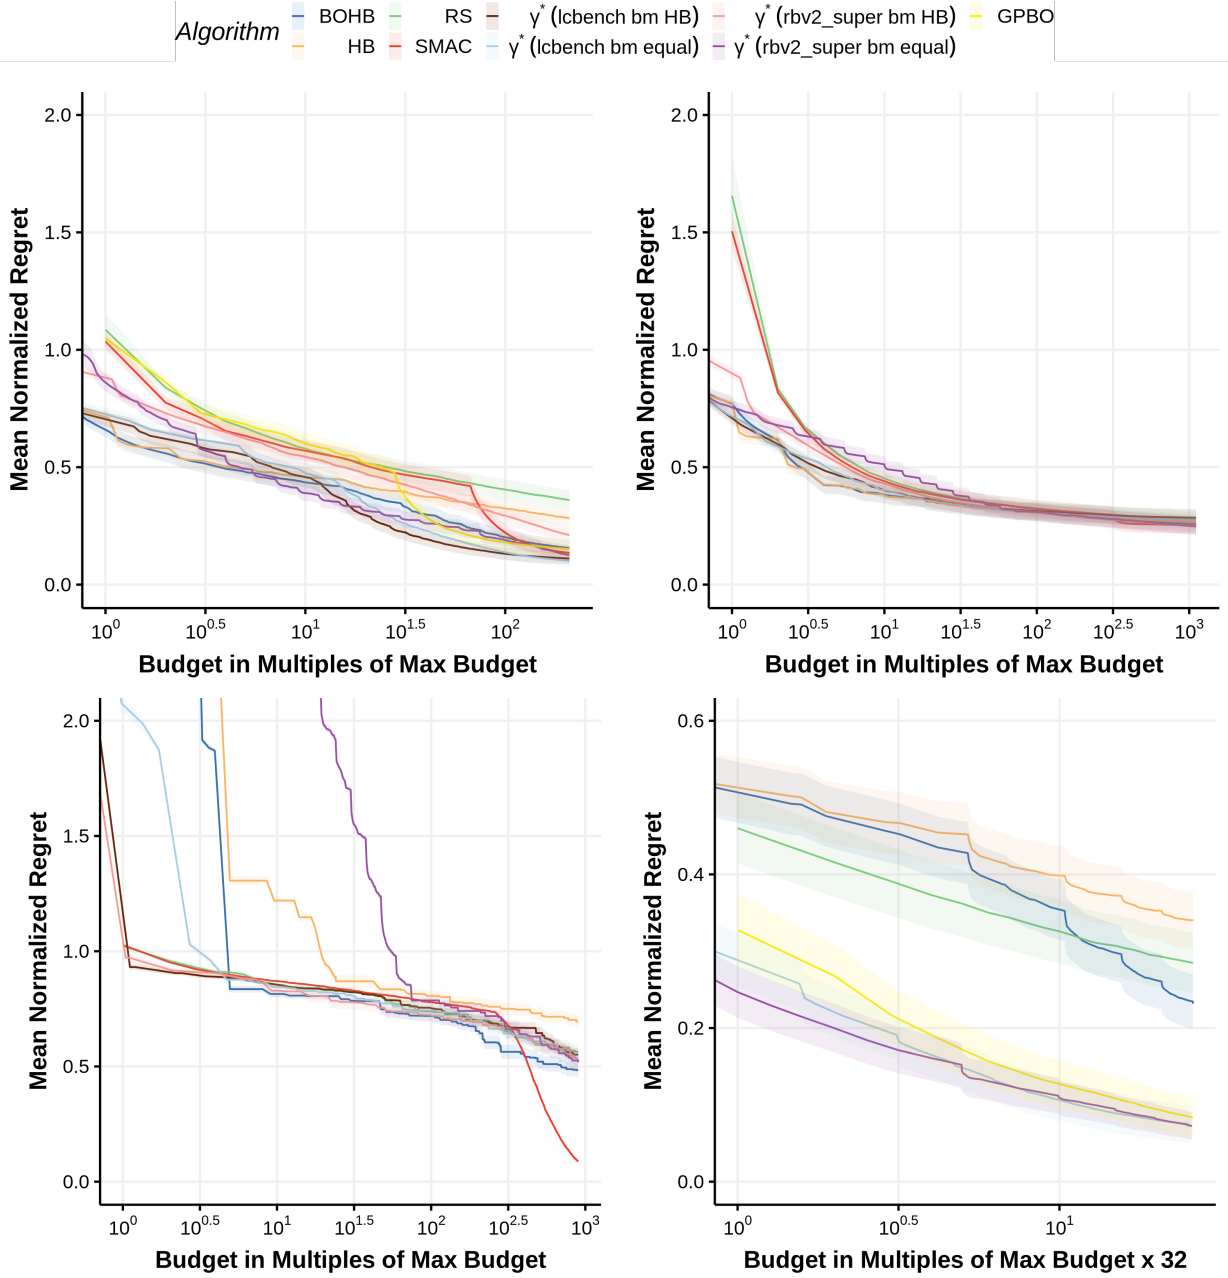 Algorithm
BOHB RS γ* (lcbench bm HB) γ* (rbv2_super bm HB) GPBO
HB SMAC γ* (lcbench bm equal) γ* (rbv2_super bm equal)
Mean Normalized Regret
2.0
1.5
1.0
0.5
0.0
10^0 10^0.5 10^1 10^1.5 10^2
Budget in Multiples of Max Budget
Mean Normalized Regret
2.0
1.5
1.0
0.5
0.0
10^0 10^0.5 10^1 10^1.5 10^2 10^2.5 10^3
Budget in Multiples of Max Budget
Mean Normalized Regret
2.0
1.5
1.0
0.5
0.0
10^0 10^0.5 10^1 10^1.5 10^2 10^2.5 10^3
Budget in Multiples of Max Budget
Mean Normalized Regret
0.6
0.4
0.2
0.0
10^0 10^0.5 10^1
Budget in Multiples of Max Budget x 32